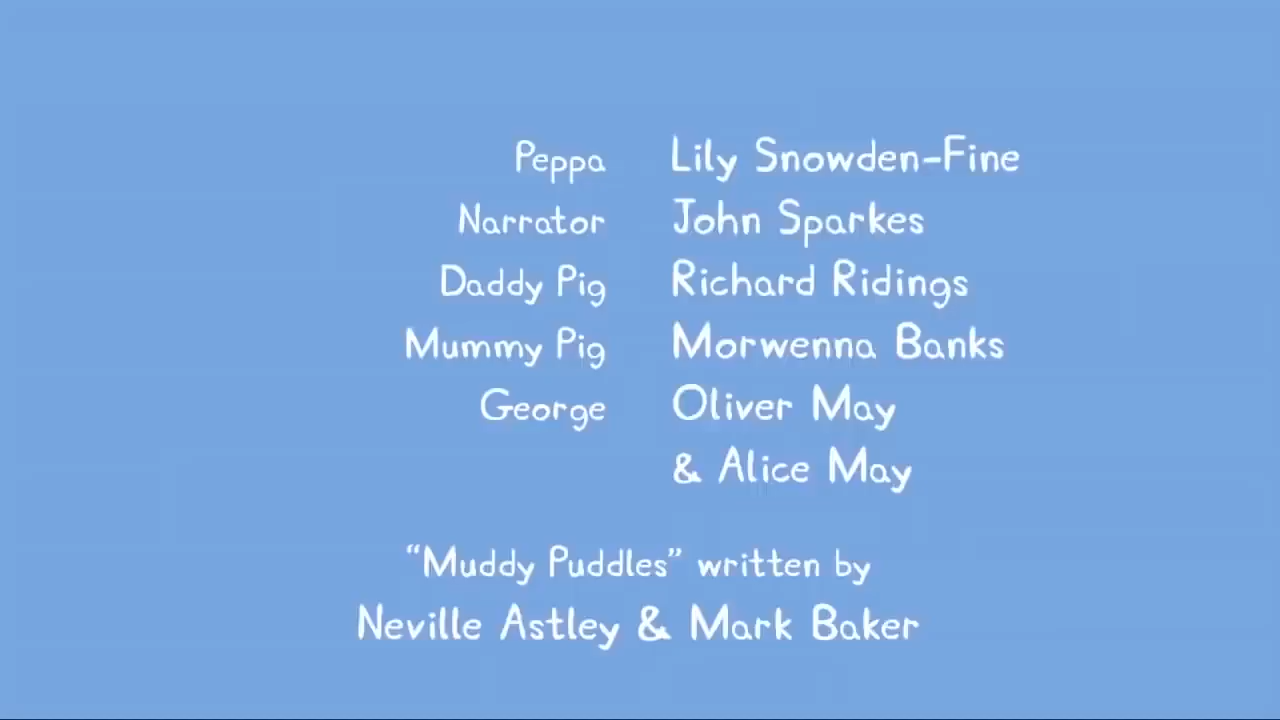 Peppa Lily Snowden-Fine
Narrator John Sparkes
Daddy Pig Richard Ridings
Mummy Pig Morwenna Banks
George Oliver May
& Alice May
“Muddy Puddles” written by
Neville Astley & Mark Baker